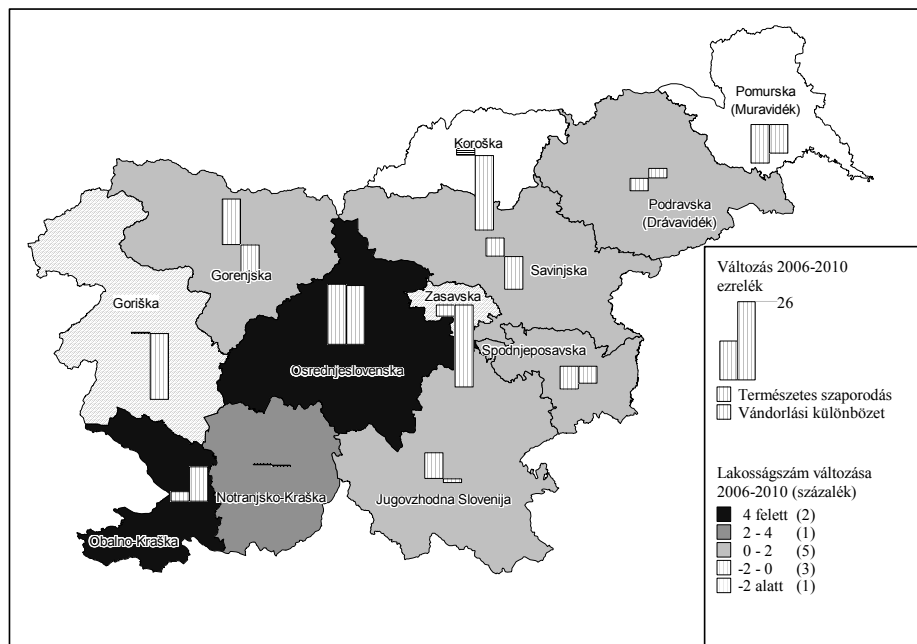 Pomurska
(Muravidék)
Koroška
Podravska
(Drávavidék)
Gorenjska
Savinjska
Goriška
Zasavska
Spodnjeposavska
Osrednjeslovenska
Notranjsko-Kraška
Jugovzhodna Slovenija
Obalno-Kraška
Változás 2006-2010
ezrelék
26
Természetes szaporodás
Vándorlási különbözet
Lakosságszám változása
2006-2010 (százalék)
4 felett (2)
2 - 4 (1)
0 - 2 (5)
-2 - 0 (3)
-2 alatt (1)